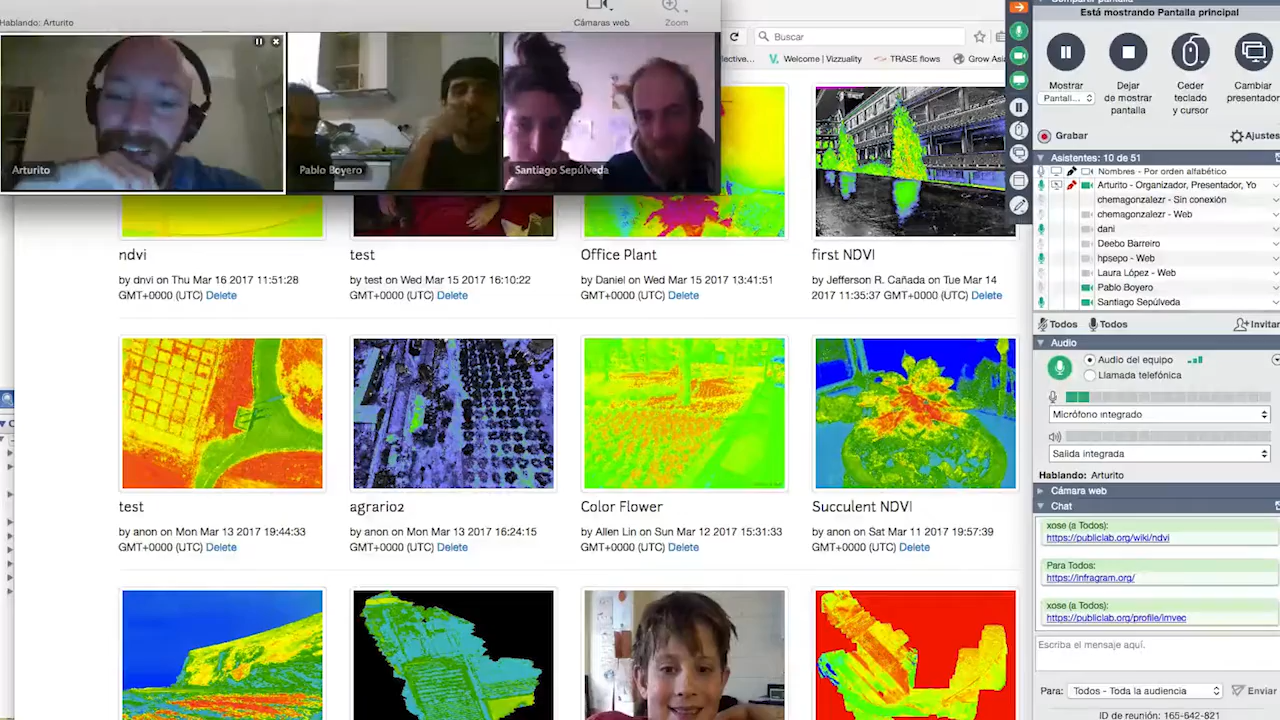 Hablando: Arturito
Cámaras web
Zoom
Arturito
Pablo Boyero
Santiago Sepúlveda
Buscar
Welcome | Vizzuality
TRASE flows
Grow Asia
ndvi
by dnvi on Thu Mar 16 2017 11:51:28
GMT+0000 (UTC) Delete
test
by test on Wed Mar 15 2017 16:10:22
GMT+0000 (UTC) Delete
Office Plant
by Daniel on Wed Mar 15 2017 13:41:51
GMT+0000 (UTC) Delete
first NDVI
by Jefferson R. Cañada on Tue Mar 14
2017 11:35:37 GMT+0000 (UTC) Delete
test
by anon on Mon Mar 13 2017 19:44:33
GMT+0000 (UTC) Delete
agrario2
by anon on Mon Mar 13 2017 16:24:15
GMT+0000 (UTC) Delete
Color Flower
by Allen Lin on Sun Mar 12 2017 15:31:33
GMT+0000 (UTC) Delete
Succulent NDVI
by anon on Sat Mar 11 2017 19:57:39
GMT+0000 (UTC) Delete
Compartir pantalla
Está mostrando Pantalla principal
Mostrar
Pantall...
Dejar
de mostrar
pantalla
Ceder
teclado
y cursor
Cambiar
presentador
Grabar
Ajustes
Asistentes: 10 de 51
Nombres - Por orden alfabético
Arturito - Organizador, Presentador, Yo
chemagonzalezr - Sin conexión
chemagonzalezr - Web
dani
Deebo Barreiro
hpsepo - Web
Laura López - Web
Pablo Boyero
Santiago Sepúlveda
Todos
Todos
Invitar
Audio
Audio del equipo
Llamada telefónica
Micrófono integrado
Salida integrada
Hablando: Arturito
Cámara web
Chat
xose (a Todos):
https://publiclab.org/wiki/ndvi
Para Todos:
https://infragram.org/
xose (a Todos):
https://publiclab.org/profile/imvec
Escriba el mensaje aquí.
Para:
Todos - Toda la audiencia
Enviar
ID de reunión: 165-642-821